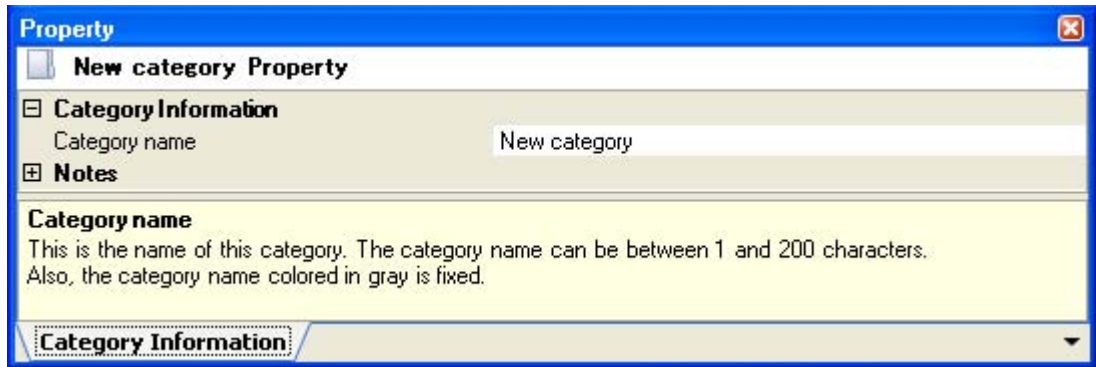 Property
New category Property
Category Information
Category name New category
Notes
Category name
This is the name of this category. The category name can be between 1 and 200 characters.
Also, the category name colored in gray is fixed.
Category Information